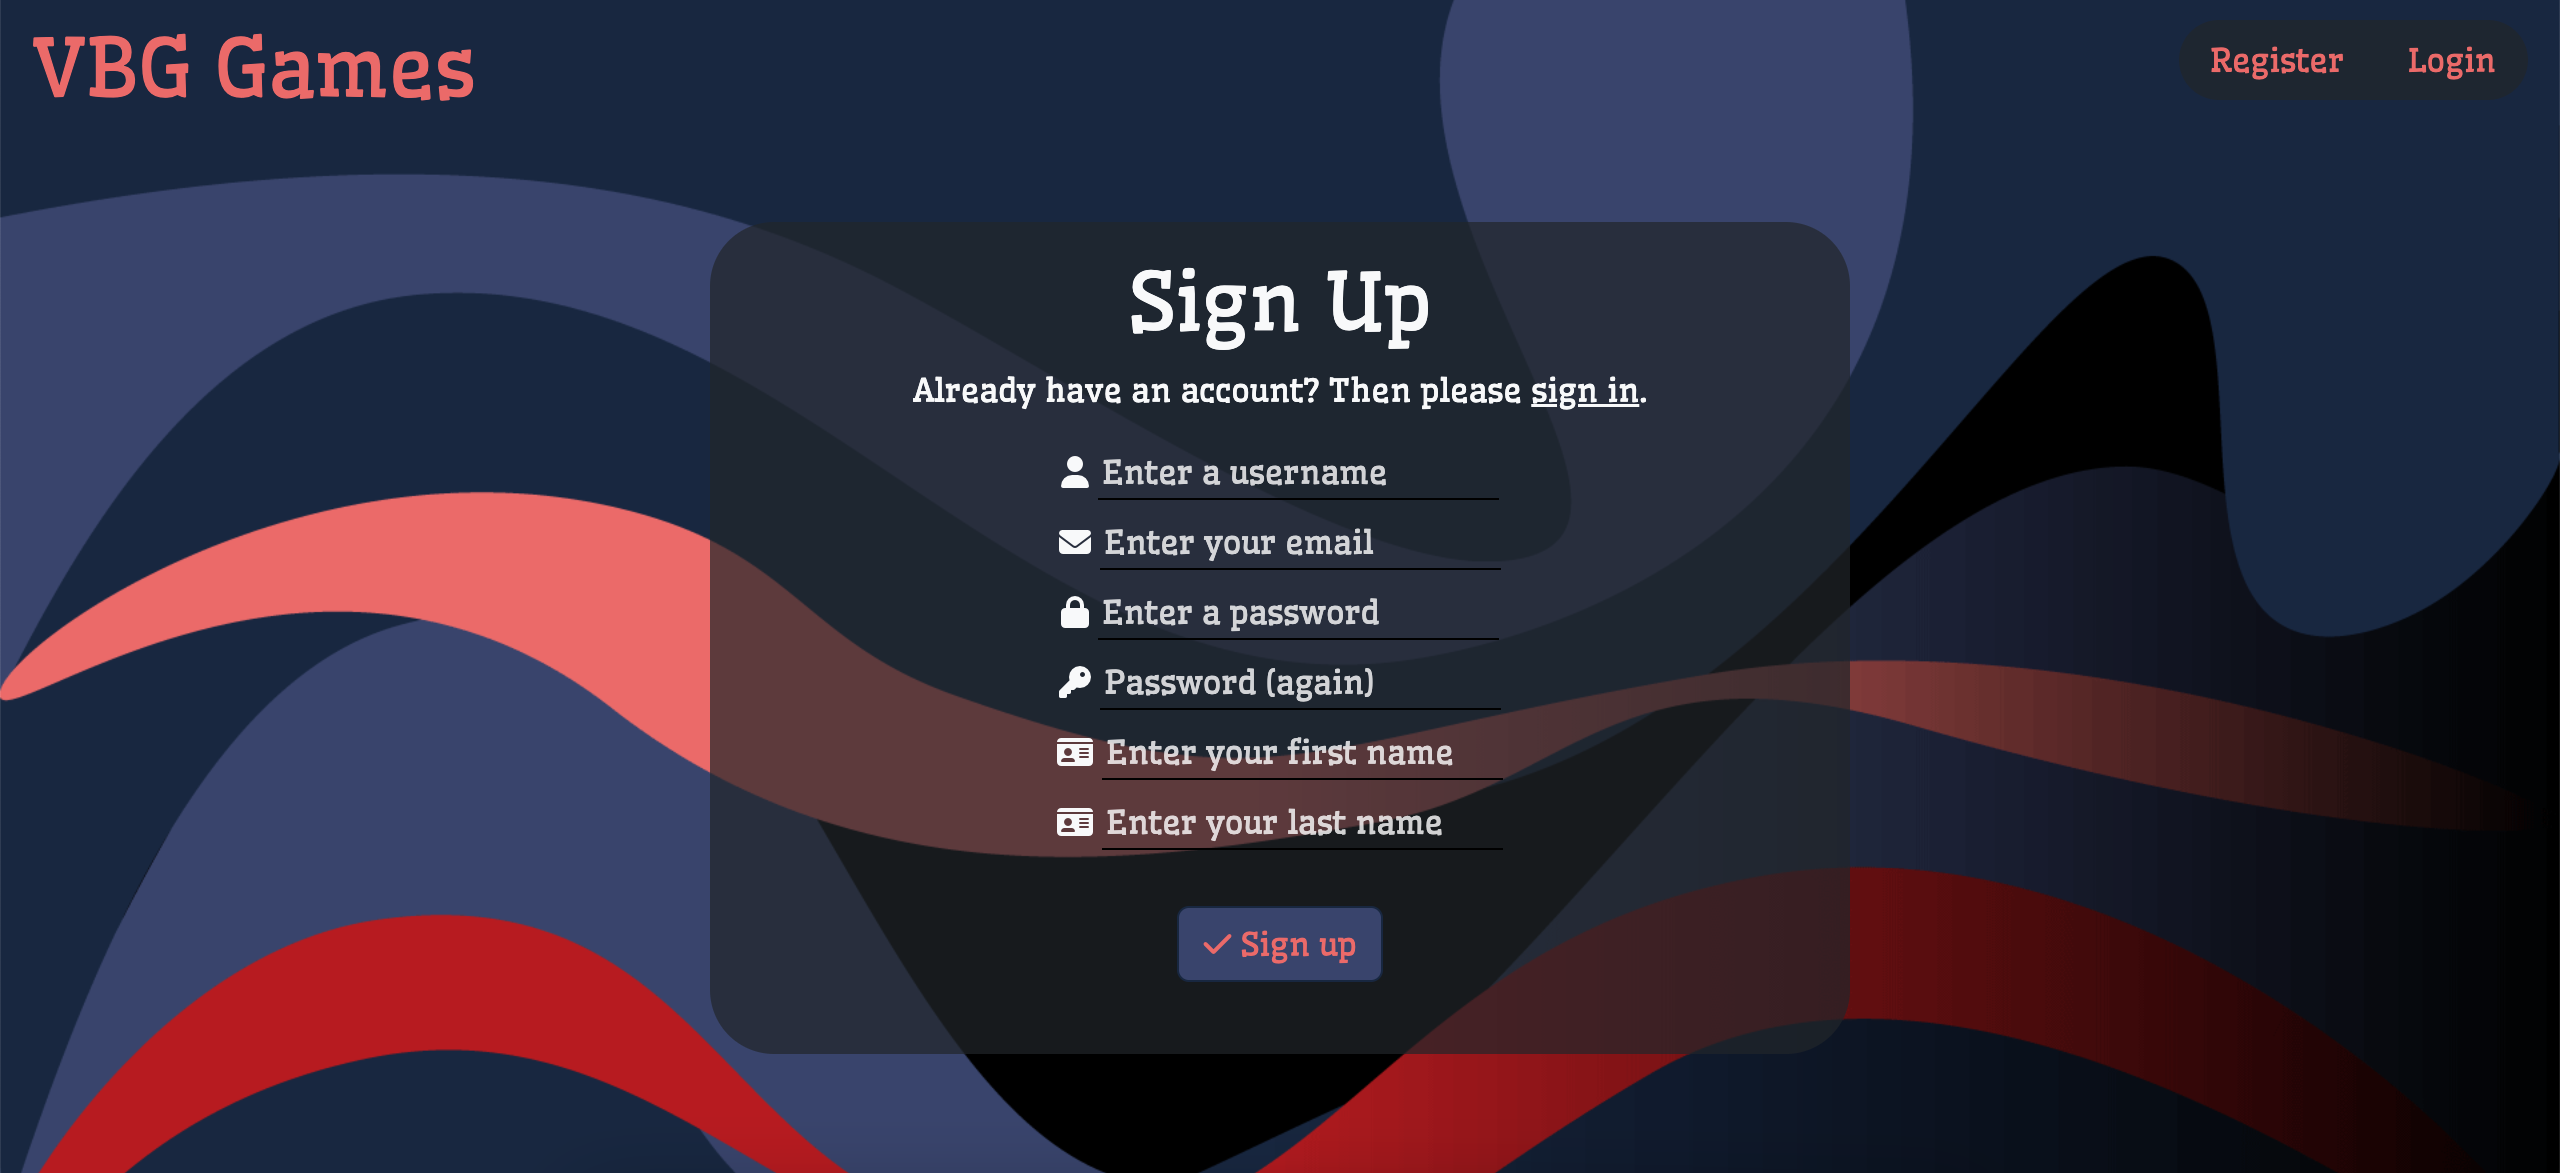 VBG Games
Register Login
Sign Up
Already have an account? Then please sign in.
Enter a username
Enter your email
Enter a password
Password (again)
Enter your first name
Enter your last name
Sign up